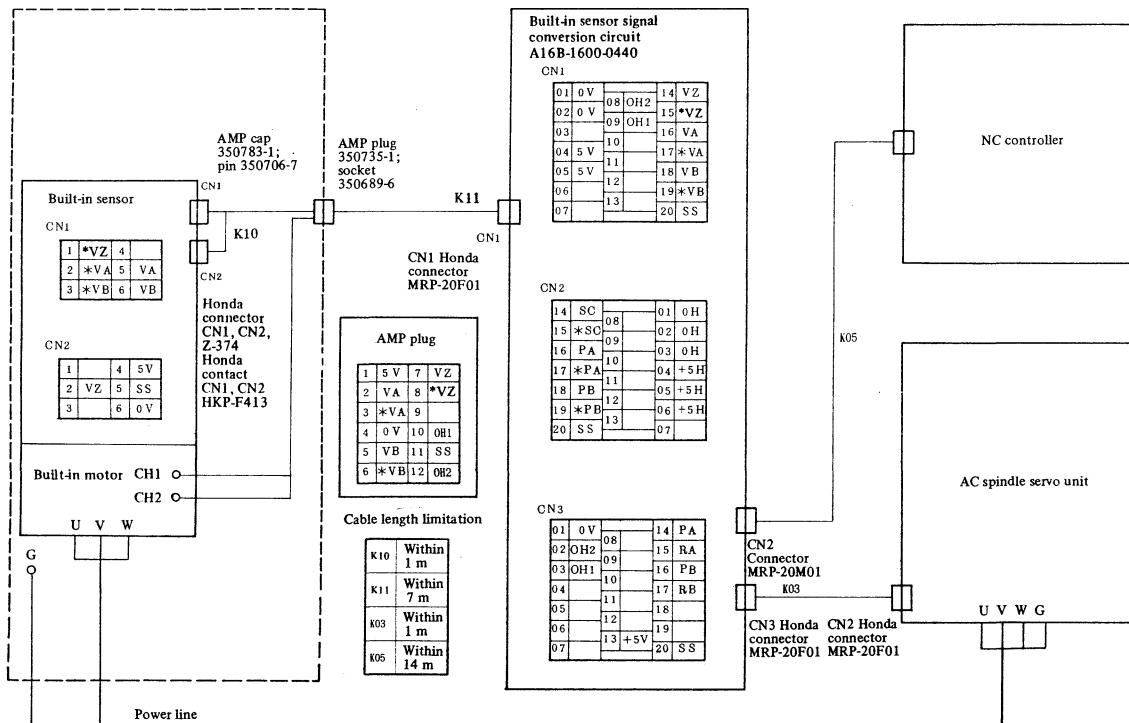 Built-in sensor signal
conversion circuit
A16B-1600-0440
CN1
01 0V 08 OH2 14 VZ
02 0V 09 OH1 15 *VZ
03 10 16 VA
04 5V 11 17 *VA
05 5V 12 18 VB
06 13 19 *VB
07 20 SS
CN2
14 SC 08 01 0H
15 *SC 09 02 0H
16 PA 10 03 0H
17 *PA 11 04 +5H
18 PB 12 05 +5H
19 *PB 13 06 +5H
20 SS 07
CN3
01 0V 08 14 PA
02 OH2 09 15 RA
03 OH1 10 16 PB
04 11 17 RB
05 12 18
06 13 +5V 19
07 20 SS
AMP cap
350783-1;
pin 350706-7
AMP plug
350735-1;
socket
350689-6
CN1
K10
CN2
K11
CN1
CN1 Honda
connector
MRP-20F01
Built-in sensor
CN1
1 *VZ 4
2 *VA 5 VA
3 *VB 6 VB
CN2
1 4 5V
2 VZ 5 SS
3 6 0V
Honda
connector
CN1, CN2,
Z-374
Honda
contact
CN1, CN2
HKP-F413
Built-in motor CH1
CH2
U V W
G
Power line
AMP plug
1 5V 7 VZ
2 VA 8 *VZ
3 *VA 9
4 0V 10 OH1
5 VB 11 SS
6 *VB 12 OH2
Cable length limitation
K10 Within
1 m
K11 Within
7 m
K03 Within
1 m
K05 Within
14 m
NC controller
K05
AC spindle servo unit
U V W G
CN2
Connector
MRP-20M01
K03
CN3 Honda
connector
MRP-20F01
CN2 Honda
connector
MRP-20F01